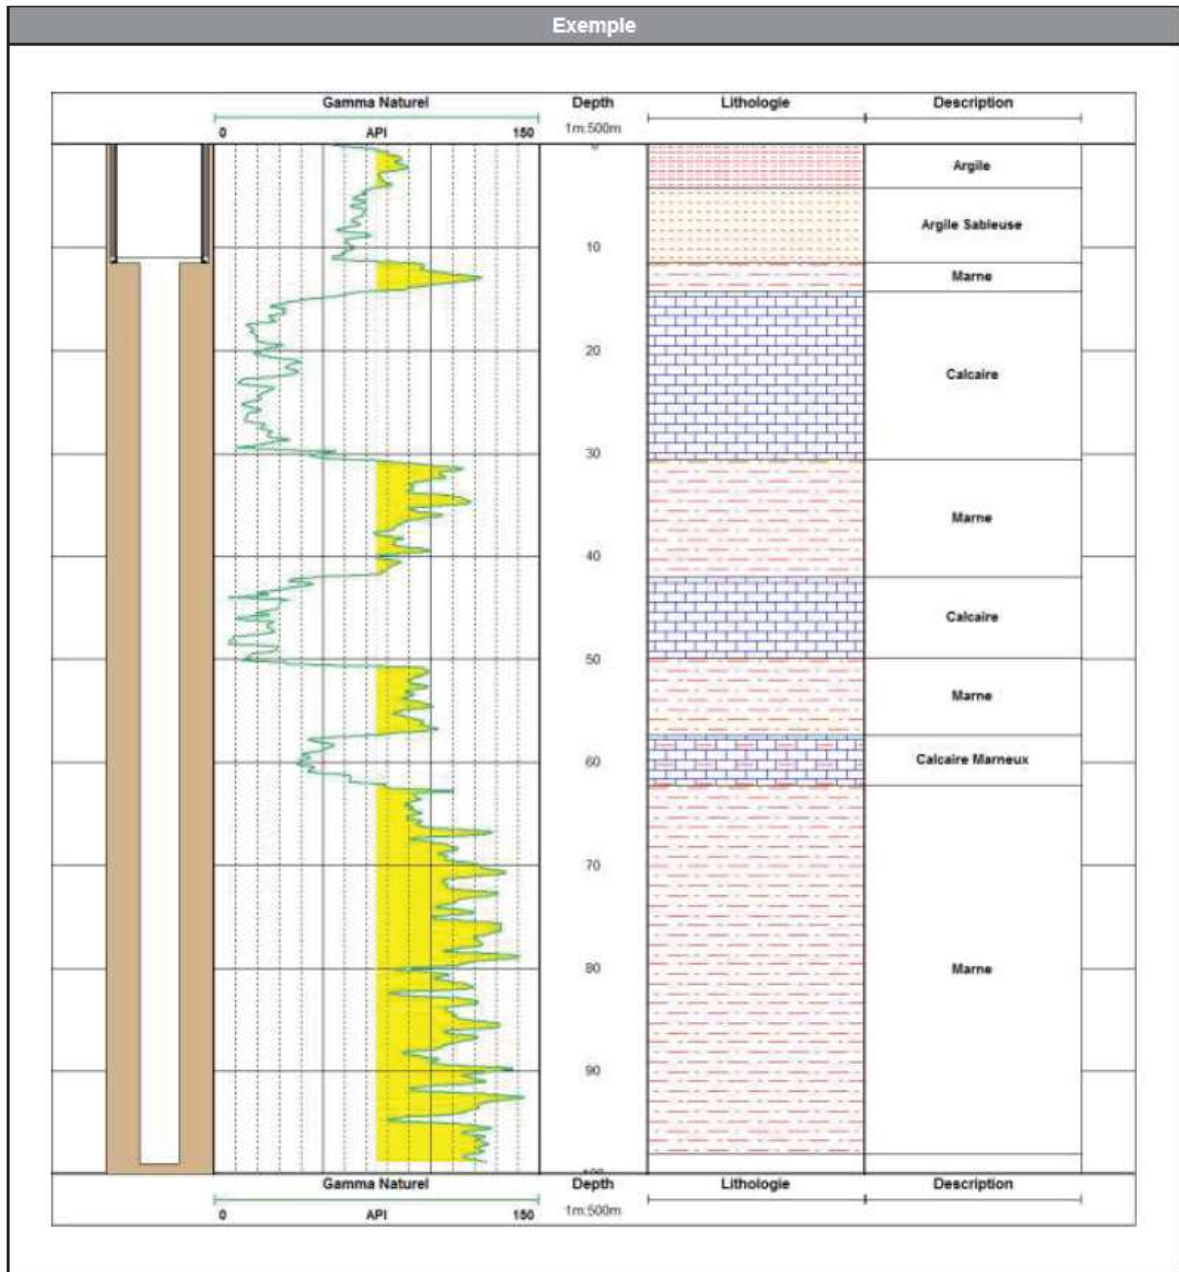 Exemple
Gamma Naturel Depth Lithologie Description
0 API 150 1m:500m
Argile
Argile Sableuse
10
Marne
20
Calcaire
30
Marne
40
Calcaire
50
Marne
Calcaire Marneux
60
70
80
Marne
90
Gamma Naturel Depth Lithologie Description
0 API 150 1m:500m